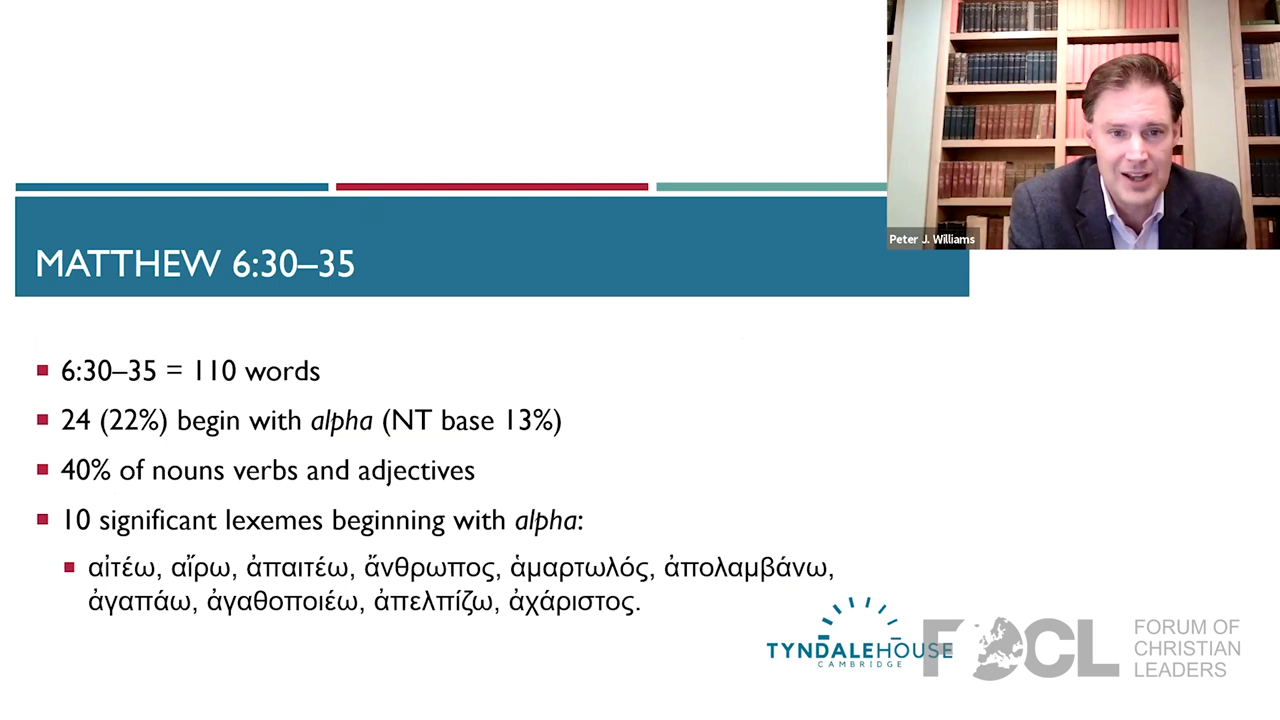 Peter J. Williams
MATTHEW 6:30–35
6:30–35 = 110 words
24 (22%) begin with alpha (NT base 13%)
40% of nouns verbs and adjectives
10 significant lexemes beginning with alpha:
αἰτέω, αἴρω, ἀπαιτέω, ἄνθρωπος, ἁμαρτωλός, ἀπολαμβάνω,
ἀγαπάω, ἀγαθοποιέω, ἀπελπίζω, ἀχάριστος.
TYNDALEHOUSE
CAMBRIDGE
FOCL
FORUM OF
CHRISTIAN
LEADERS